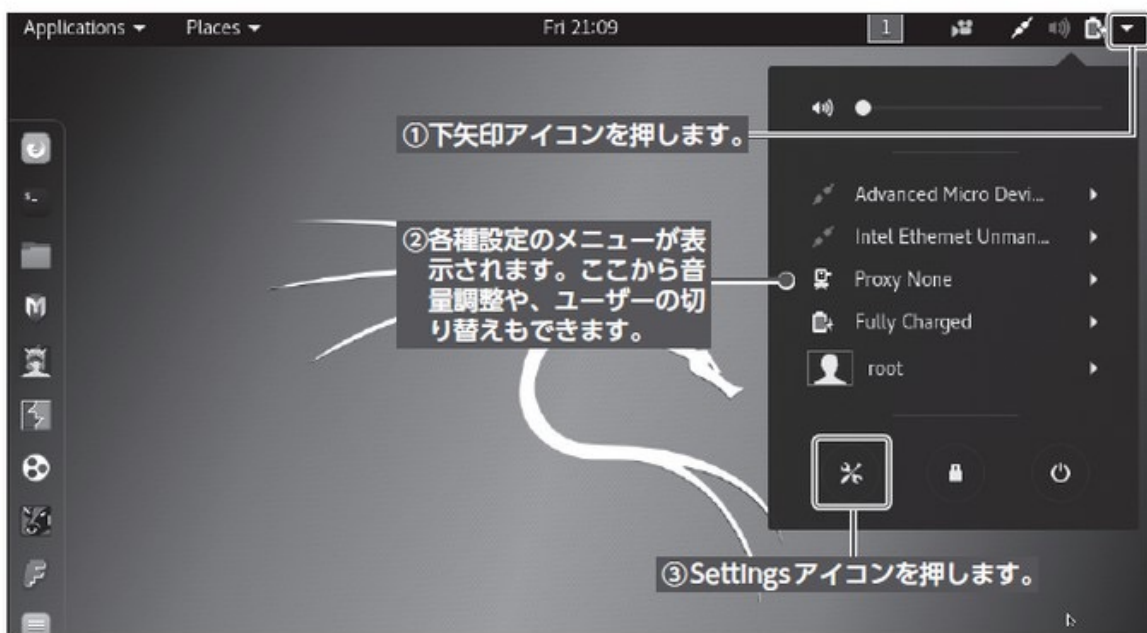 Applications Places Fri 21:09 1
①下矢印アイコンを押します。
②各種設定のメニューが表
示されます。ここから音
量調整や、ユーザーの切
り替えもできます。
Advanced Micro Devi...
Intel Ethernet Unman...
Proxy None
Fully Charged
root
③Settingsアイコンを押します。